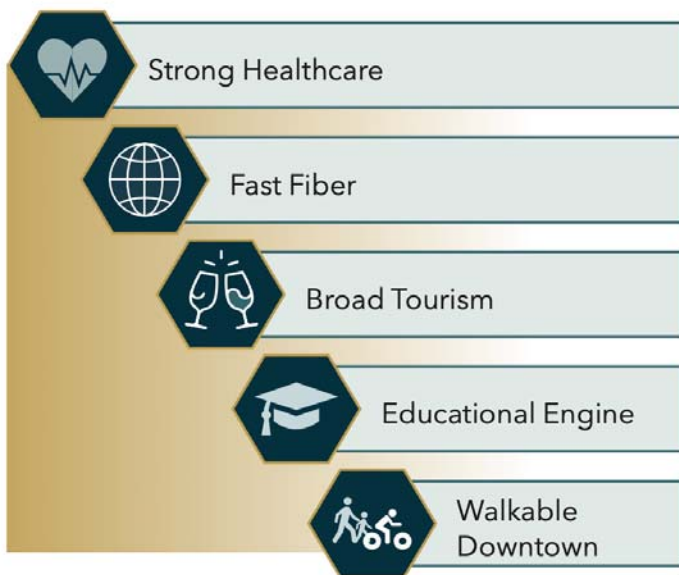 Strong Healthcare
Fast Fiber
Broad Tourism
Educational Engine
Walkable
Downtown